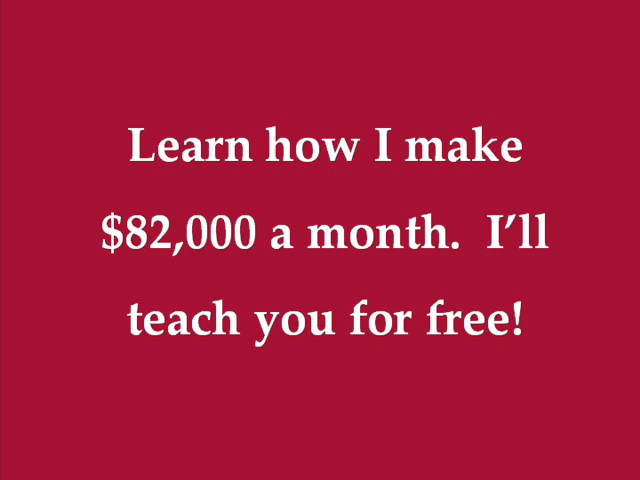 Learn how I make
$82,000 a month.  I’ll
teach you for free!